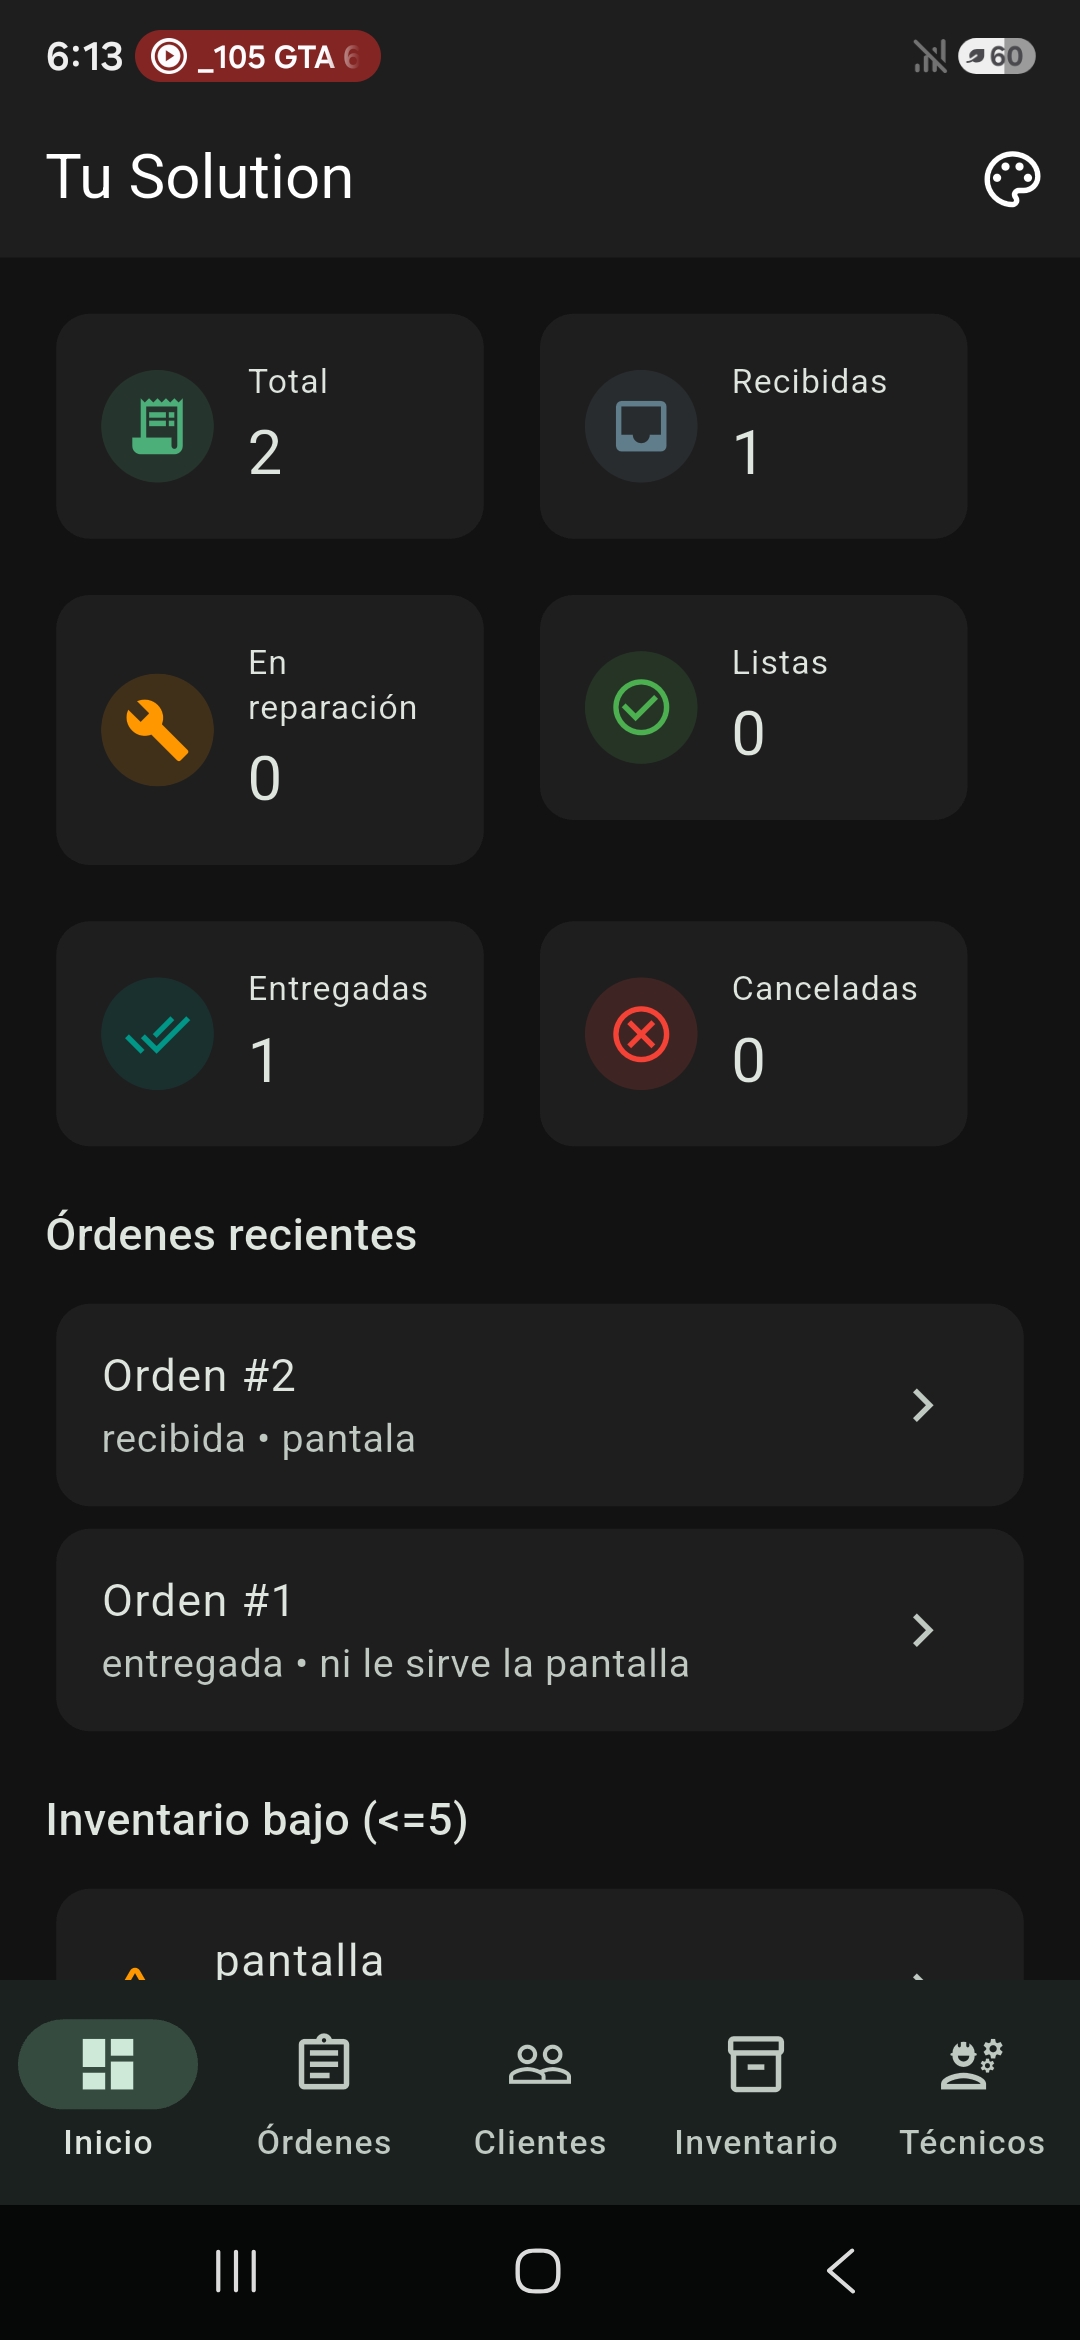 6:13 _105 GTA 6 60
Tu Solution
Total
2
Recibidas
1
En
reparación
0
Listas
0
Entregadas
1
Canceladas
0
Órdenes recientes
Orden #2
recibida • pantala
Orden #1
entregada • ni le sirve la pantalla
Inventario bajo (<=5)
pantalla
Inicio
Órdenes
Clientes
Inventario
Técnicos